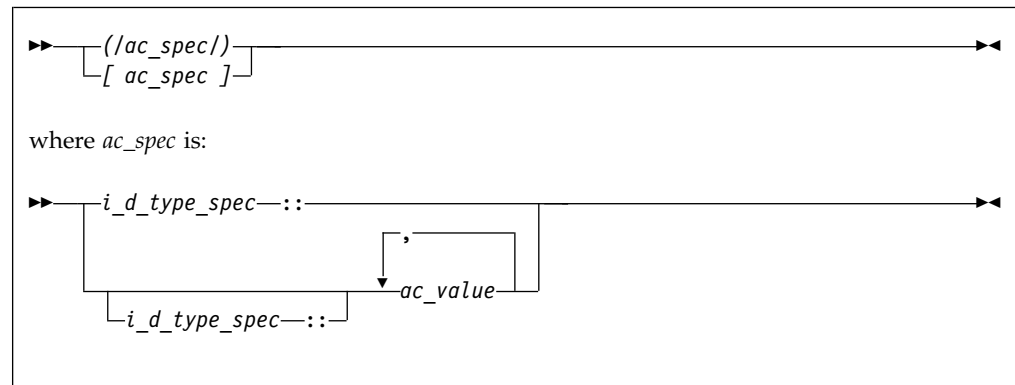 (/ac_spec/)
[ ac_spec ]
where ac_spec is:
i_d_type_spec ::
,
ac_value
i_d_type_spec ::